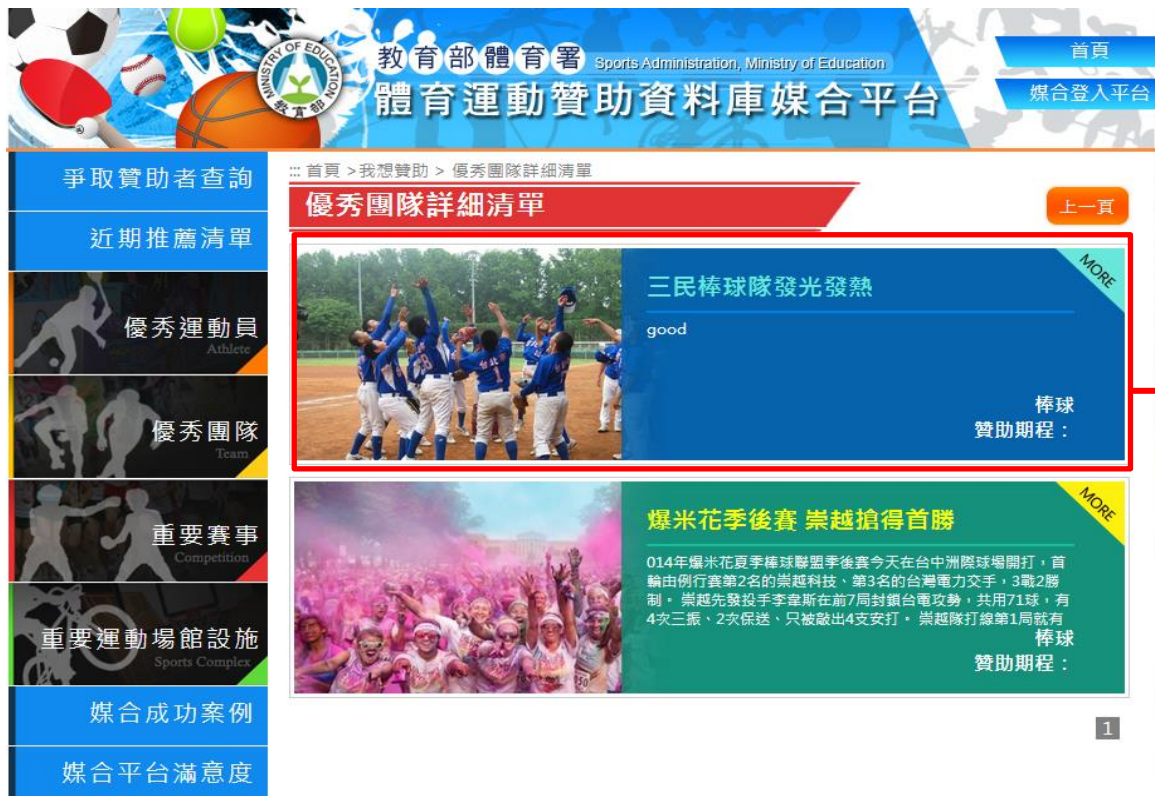 教育部體育署 Sports Administration, Ministry of Education
體育運動贊助資料庫媒合平台
MINISTRY OF EDUCATION
教育部
首頁
媒合登入平台
爭取贊助者查詢
近期推薦清單
優秀運動員
Athlete
優秀團隊
Team
重要賽事
Competition
重要運動場館設施
Sports Complex
媒合成功案例
媒合平台滿意度
::: 首頁 >我想贊助 > 優秀團隊詳細清單
優秀團隊詳細清單
上一頁
三民棒球隊發光發熱
MORE
good
棒球
贊助期程：
爆米花季後賽 崇越搶得首勝
MORE
014年爆米花夏季棒球聯盟季後賽今天在台中洲際球場開打，首
輪由例行賽第2名的崇越科技、第3名的台灣電力交手，3戰2勝
制。 崇越先發投手李韋斯在前7局封鎖台電攻勢，共用71球，有
4次三振、2次保送、只被敲出4支安打。 崇越隊打線第1局就有
棒球
贊助期程：
1